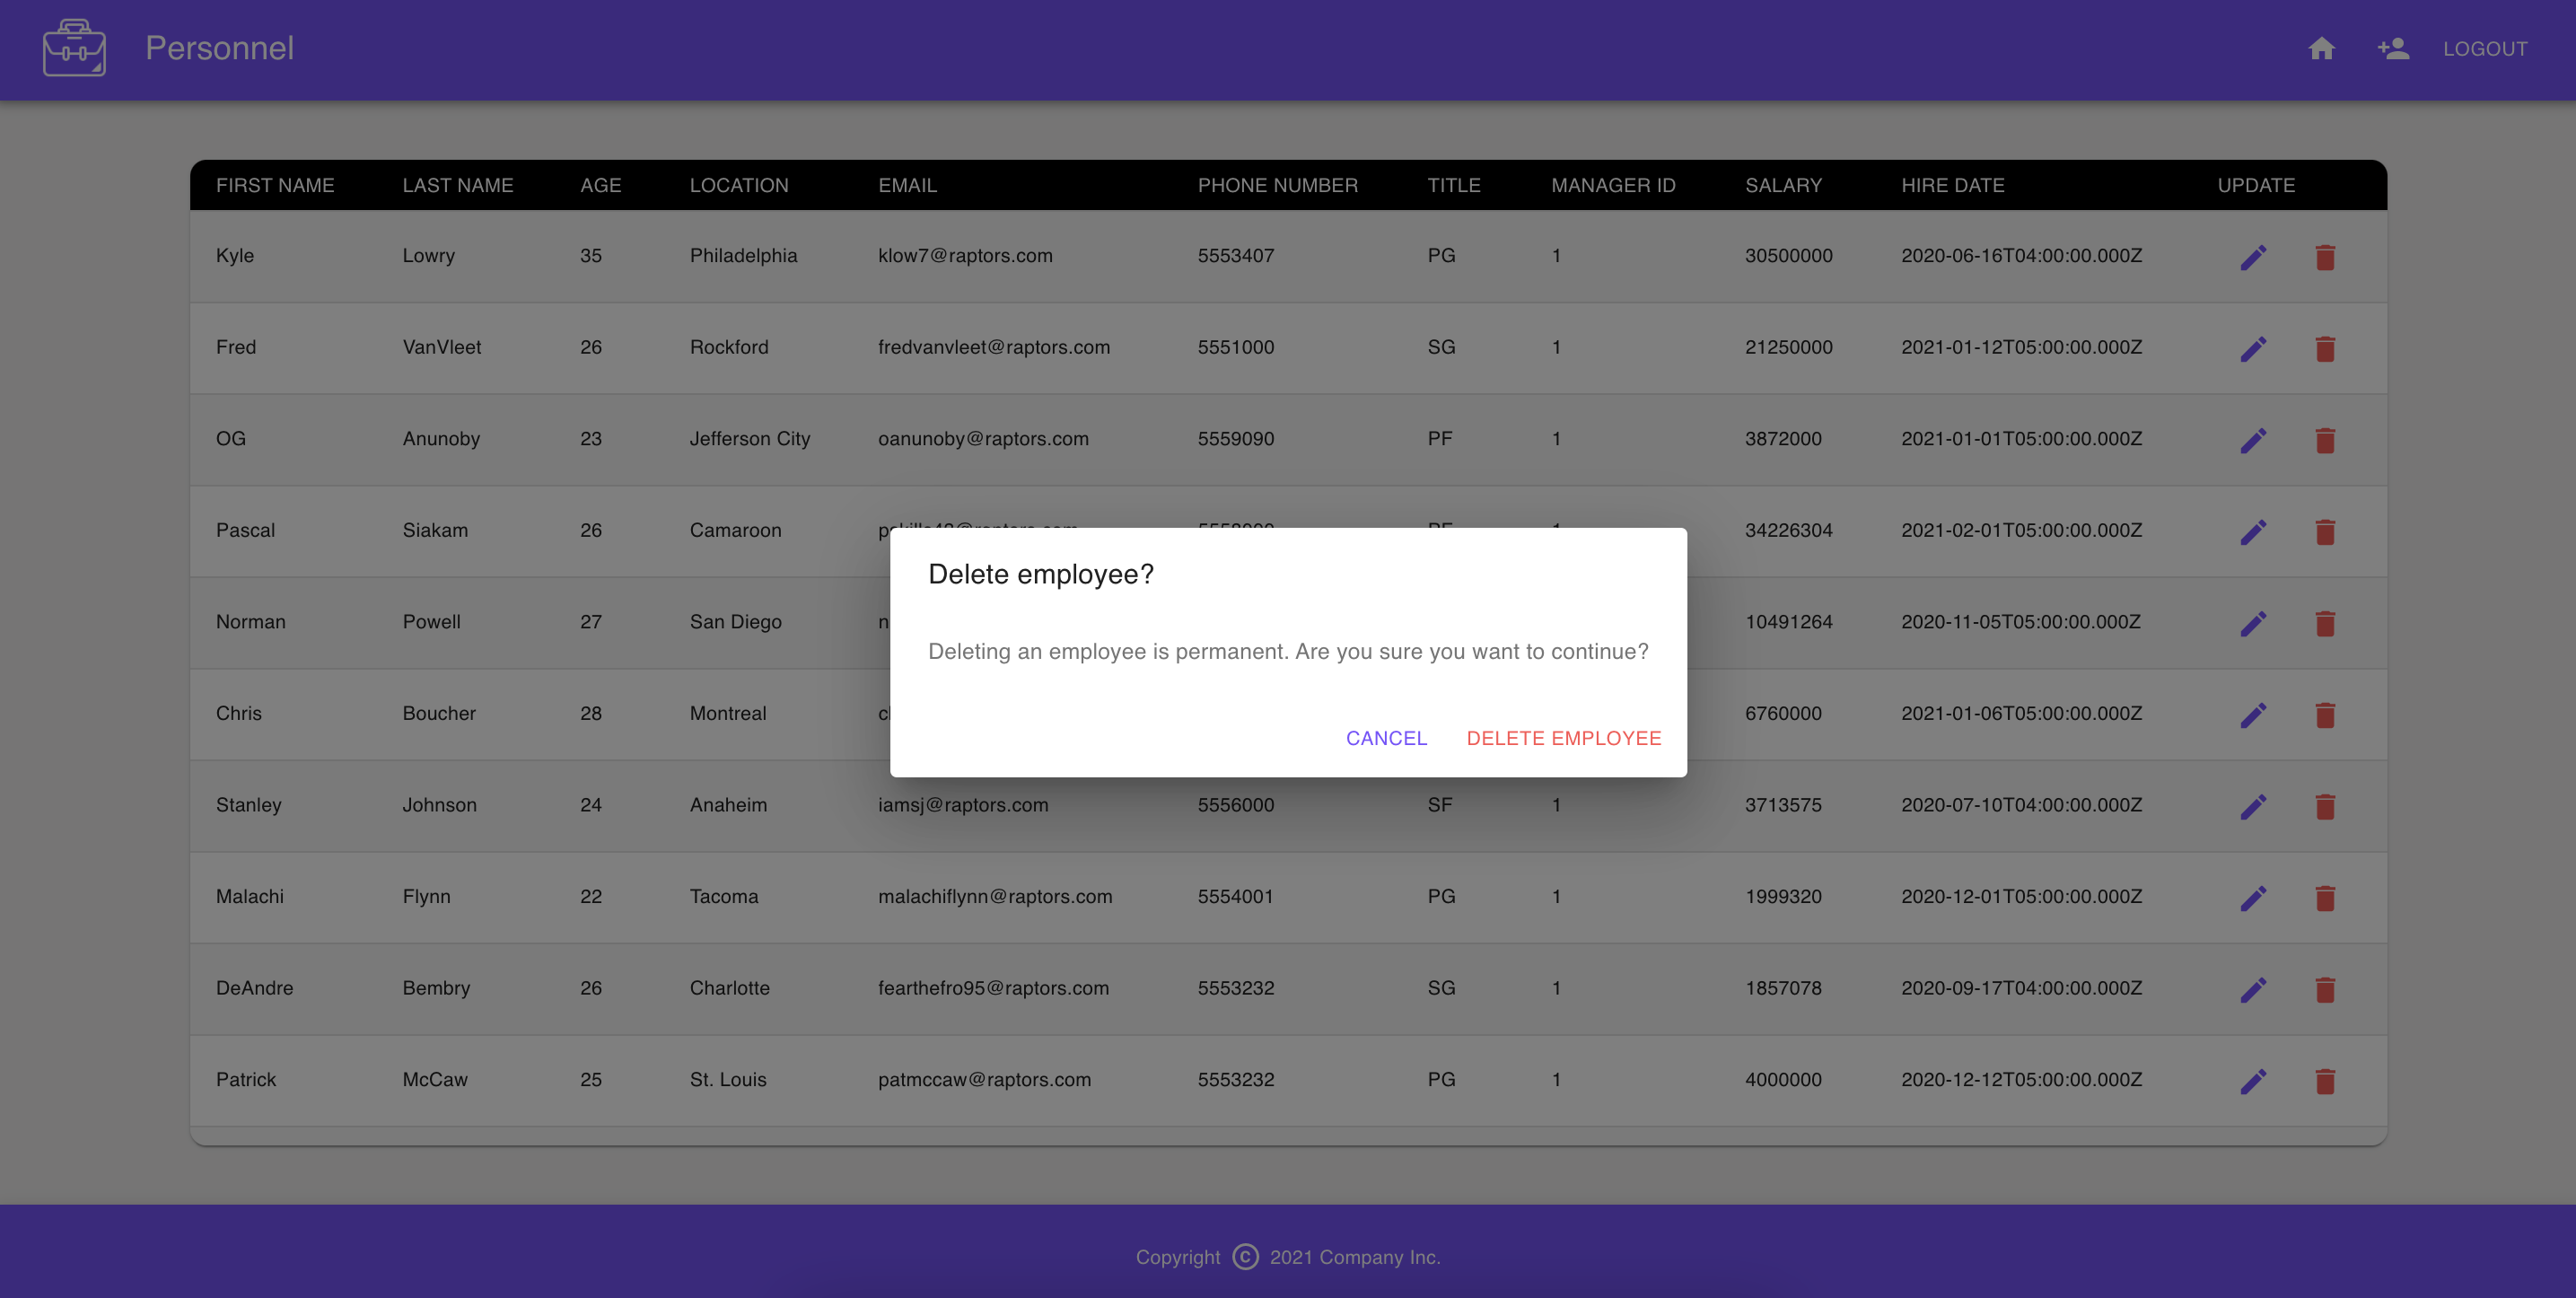 Personnel LOGOUT
FIRST NAME LAST NAME AGE LOCATION EMAIL PHONE NUMBER TITLE MANAGER ID SALARY HIRE DATE UPDATE
Kyle Lowry 35 Philadelphia klow7@raptors.com 5553407 PG 1 30500000 2020-06-16T04:00:00.000Z
Fred VanVleet 26 Rockford fredvanvleet@raptors.com 5551000 SG 1 21250000 2021-01-12T05:00:00.000Z
OG Anunoby 23 Jefferson City oanunoby@raptors.com 5559090 PF 1 3872000 2021-01-01T05:00:00.000Z
Pascal Siakam 26 Camaroon 34226304 2021-02-01T05:00:00.000Z
Norman Powell 27 San Diego 10491264 2020-11-05T05:00:00.000Z
Chris Boucher 28 Montreal 6760000 2021-01-06T05:00:00.000Z
Delete employee?
Deleting an employee is permanent. Are you sure you want to continue?
CANCEL DELETE EMPLOYEE
Stanley Johnson 24 Anaheim iamsj@raptors.com 5556000 SF 1 3713575 2020-07-10T04:00:00.000Z
Malachi Flynn 22 Tacoma malachiflynn@raptors.com 5554001 PG 1 1999320 2020-12-01T05:00:00.000Z
DeAndre Bembry 26 Charlotte fearthefro95@raptors.com 5553232 SG 1 1857078 2020-09-17T04:00:00.000Z
Patrick McCaw 25 St. Louis patmccaw@raptors.com 5553232 PG 1 4000000 2020-12-12T05:00:00.000Z
Copyright © 2021 Company Inc.